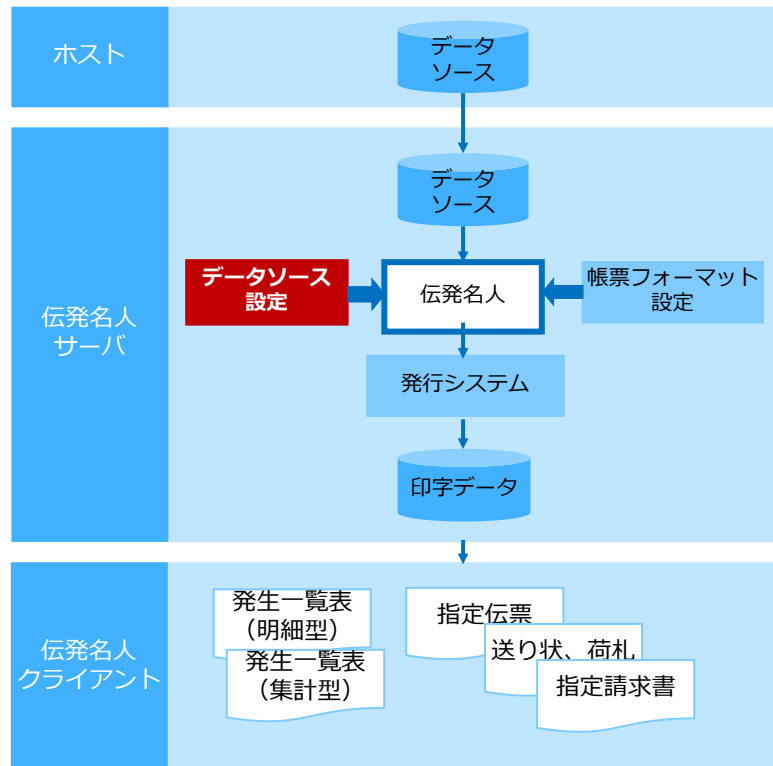 ホスト
データ
ソース
伝発名人
サーバ
データ
ソース
データソース
設定
伝発名人
帳票フォーマット
設定
発行システム
印字データ
伝発名人
クライアント
発生一覧表
（明細型）
発生一覧表
（集計型）
指定伝票
送り状、荷札
指定請求書